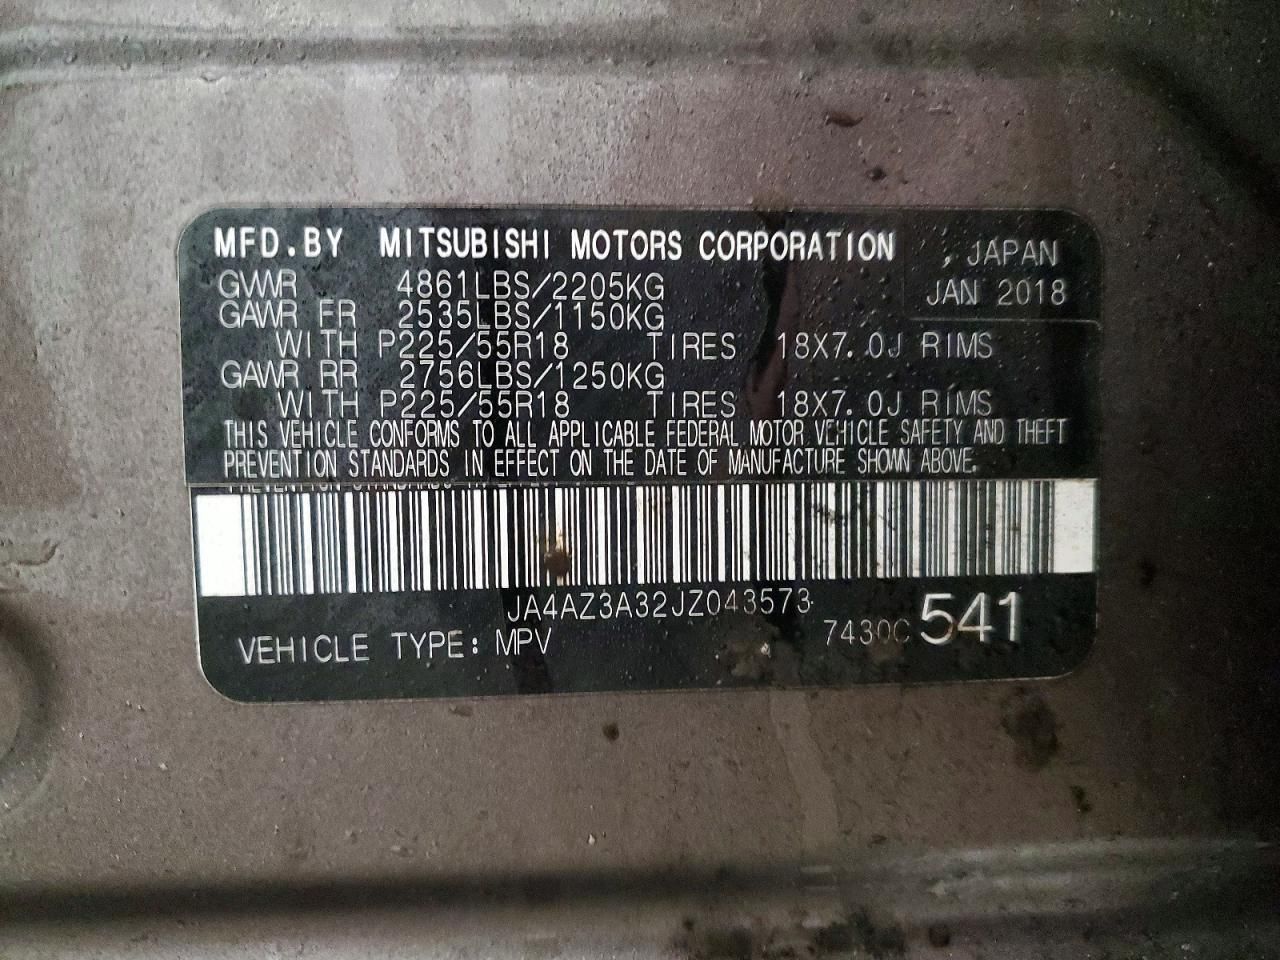 MFD.BY MITSUBISHI MOTORS CORPORATION , JAPAN
GVWR 4861LBS/2205KG JAN 2018
GAWR FR 2535LBS/1150KG
WITH P225/55R18 TIRES 18X7.0J RIMS
GAWR RR 2756LBS/1250KG
WITH P225/55R18 TIRES 18X7.0J RIMS
THIS VEHICLE CONFORMS TO ALL APPLICABLE FEDERAL MOTOR VEHICLE SAFETY AND THEFT
PREVENTION STANDARDS IN EFFECT ON THE DATE OF MANUFACTURE SHOWN ABOVE.
JA4AZ3A32JZ043573
VEHICLE TYPE: MPV 7430C 541